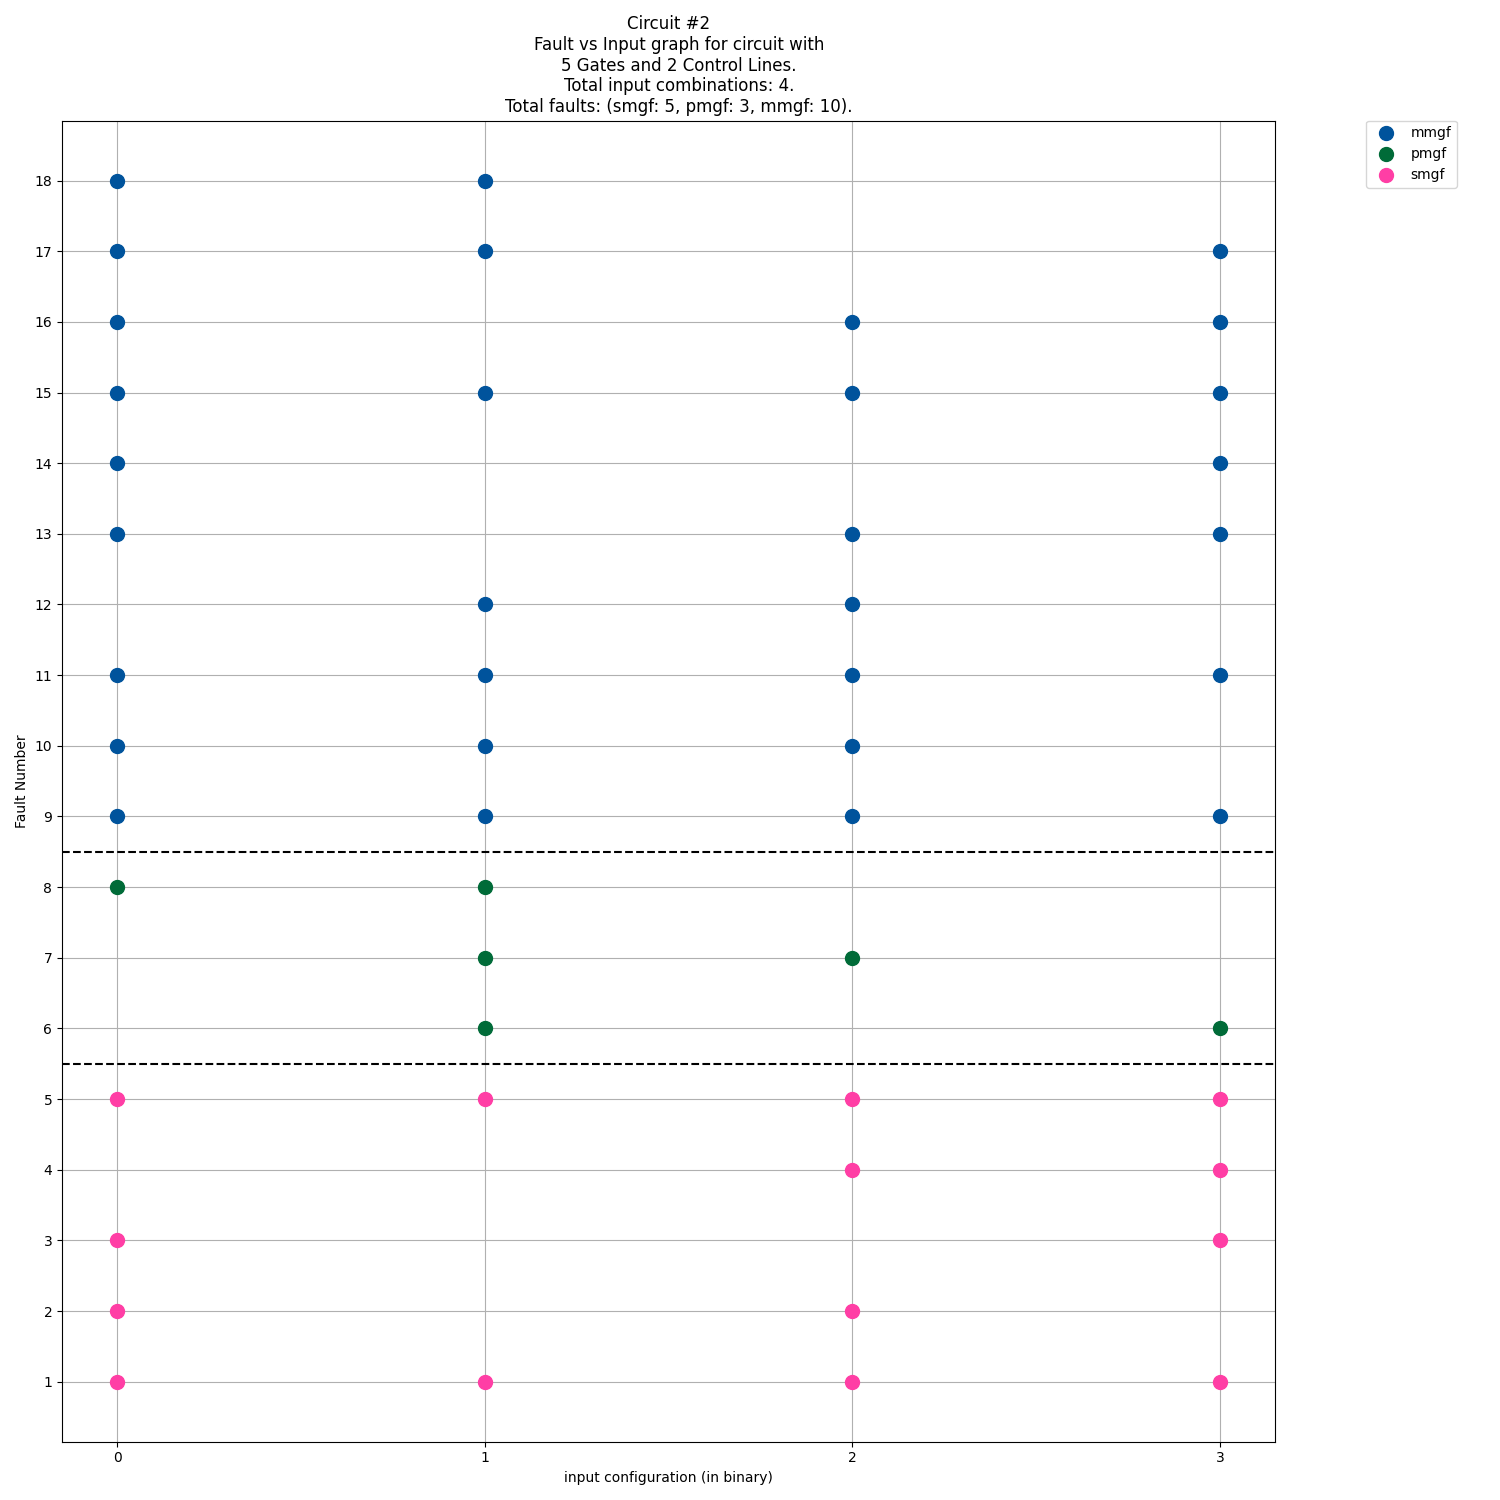 Circuit #2
Fault vs Input graph for circuit with
5 Gates and 2 Control Lines.
Total input combinations: 4.
Total faults: (smgf: 5, pmgf: 3, mmgf: 10).
mmgf
pmgf
smgf
18
17
16
15
14
13
12
11
10
9
8
7
6
5
4
3
2
1
Fault Number
0 1 2 3
input configuration (in binary)